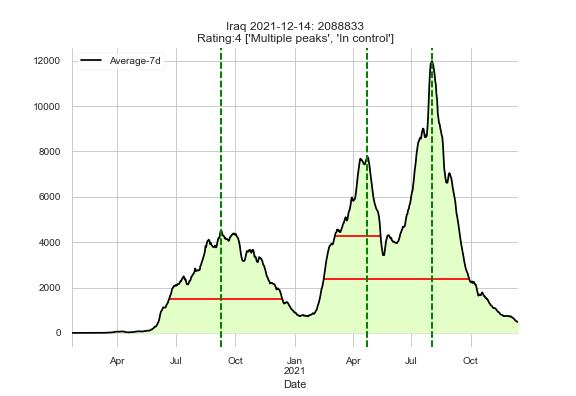 Iraq 2021-12-14: 2088833
Rating:4 ['Multiple peaks', 'In control']
Average-7d
12000
10000
8000
6000
4000
2000
0
Apr Jul Oct Jan Apr Jul Oct
2021
Date